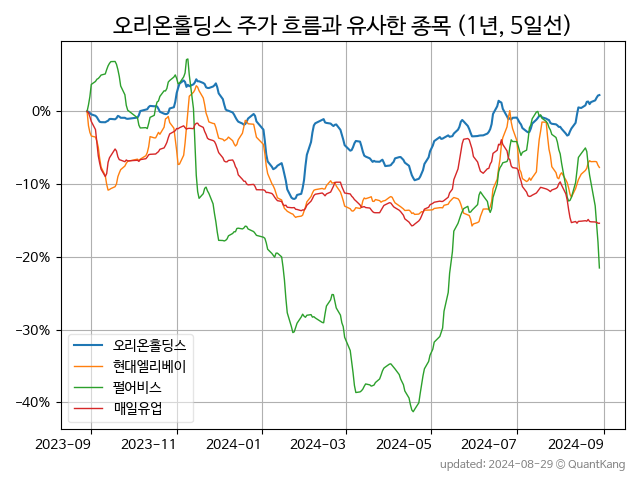 오리온홀딩스 주가 흐름과 유사한 종목 (1년, 5일선)
0%
−10%
−20%
−30%
−40%
오리온홀딩스
현대엘리베이
펄어비스
매일유업
2023-09 2023-11 2024-01 2024-03 2024-05 2024-07 2024-09
updated: 2024-08-29 © QuantKang